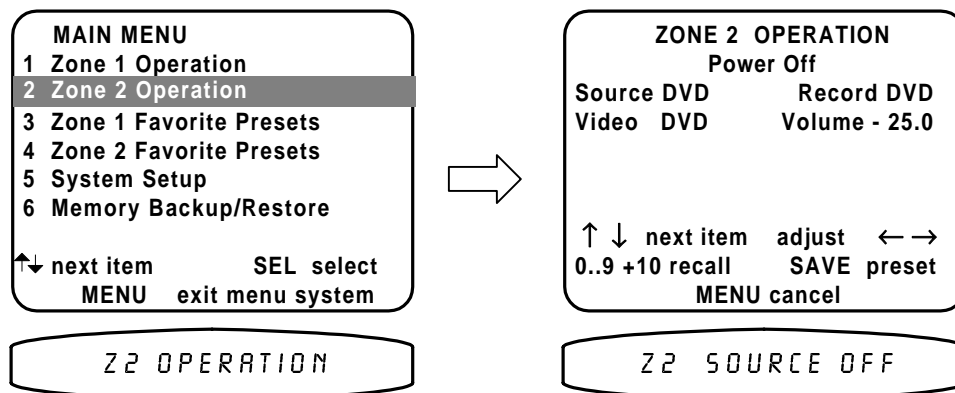 MAIN MENU
1 Zone 1 Operation
2 Zone 2 Operation
3 Zone 1 Favorite Presets
4 Zone 2 Favorite Presets
5 System Setup
6 Memory Backup/Restore
↑↓ next item SEL select
MENU exit menu system
Z2 OPERATION
ZONE 2 OPERATION
Power Off
Source DVD Record DVD
Video DVD Volume - 25.0
↑ ↓ next item adjust ← →
0..9 +10 recall SAVE preset
MENU cancel
Z2 SOURCE OFF